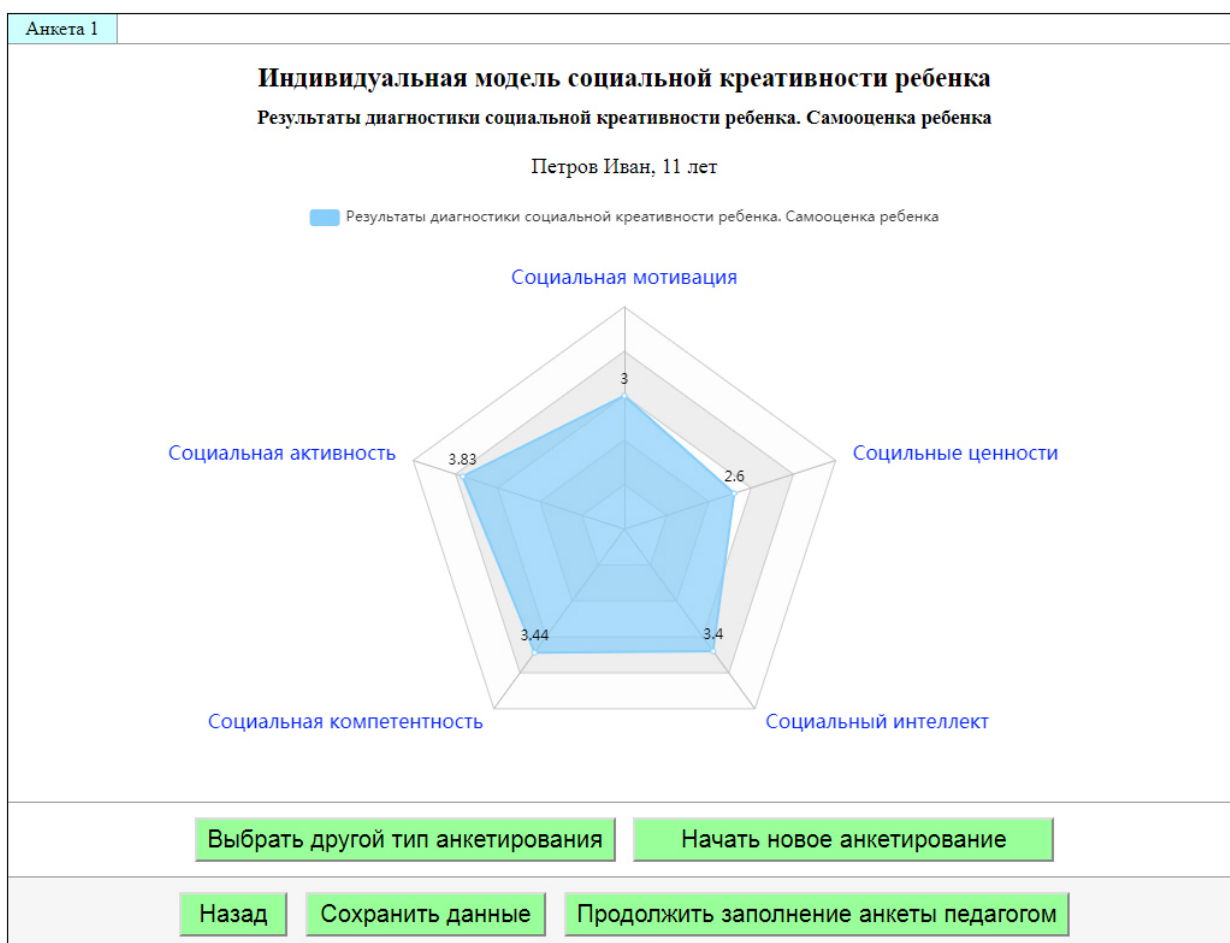 Анкета 1
Индивидуальная модель социальной креативности ребенка
Результаты диагностики социальной креативности ребенка. Самооценка ребенка
Петров Иван, 11 лет
Результаты диагностики социальной креативности ребенка. Самооценка ребенка
Социальная мотивация
3
Социальная активность
3.83
2.6
Социльные ценности
3.44
3.4
Социальная компетентность
Социальный интеллект
Выбрать другой тип анкетирования
Начать новое анкетирование
Назад
Сохранить данные
Продолжить заполнение анкеты педагогом